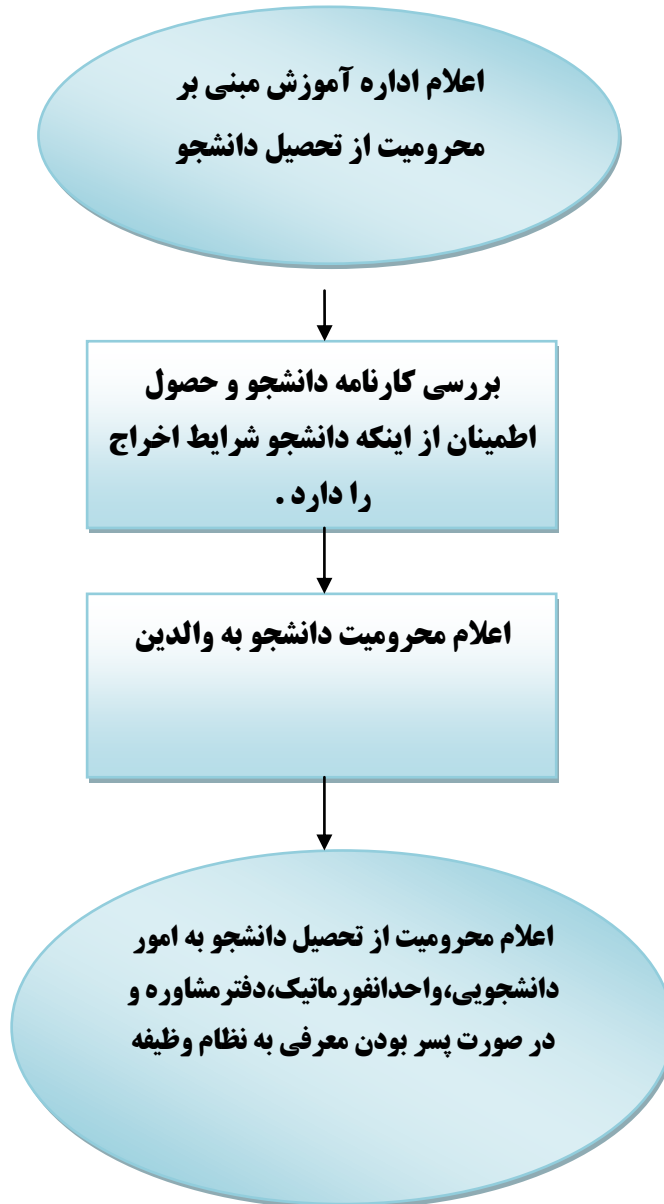 اعلام اداره آموزش مبنی بر
محرومیت از تحصیل دانشجو
بررسی کارنامه دانشجو و حصول
اطمینان از اینکه دانشجو شرایط اخراج
را دارد .
اعلام محرومیت دانشجو به والدین
اعلام محرومیت از تحصیل دانشجو به امور
دانشجویی،واحدانفورماتیک،دفترمشاوره و
در صورت پسر بودن معرفی به نظام وظیفه